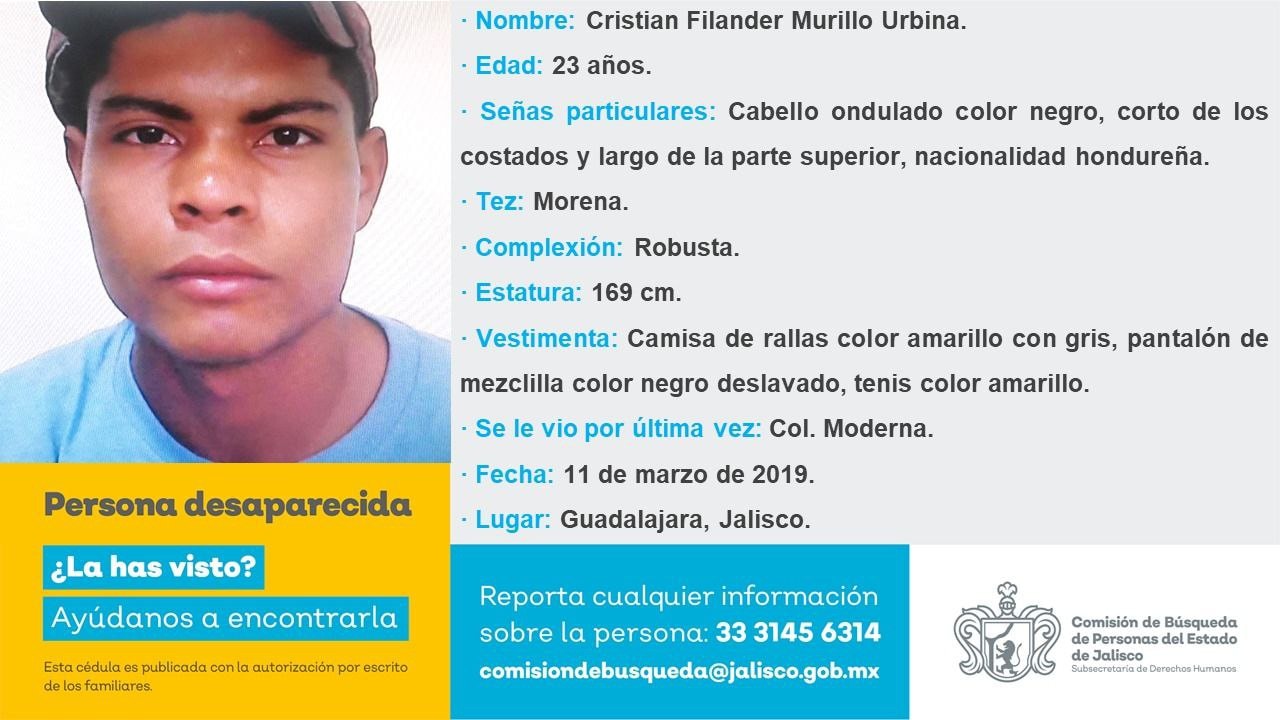 · Nombre: Cristian Filander Murillo Urbina.
· Edad: 23 años.
· Señas particulares: Cabello ondulado color negro, corto de los
costados y largo de la parte superior, nacionalidad hondureña.
· Tez: Morena.
· Complexión: Robusta.
· Estatura: 169 cm.
· Vestimenta: Camisa de rallas color amarillo con gris, pantalón de
mezclilla color negro deslavado, tenis color amarillo.
· Se le vio por última vez: Col. Moderna.
· Fecha: 11 de marzo de 2019.
· Lugar: Guadalajara, Jalisco.
Persona desaparecida
¿La has visto?
Ayúdanos a encontrarla
Esta cédula es publicada con la autorización por escrito
de los familiares.
Reporta cualquier información
sobre la persona: 33 3145 6314
comisiondebusqueda@jalisco.gob.mx
Comisión de Búsqueda
de Personas del Estado
de Jalisco
Subsecretaría de Derechos Humanos